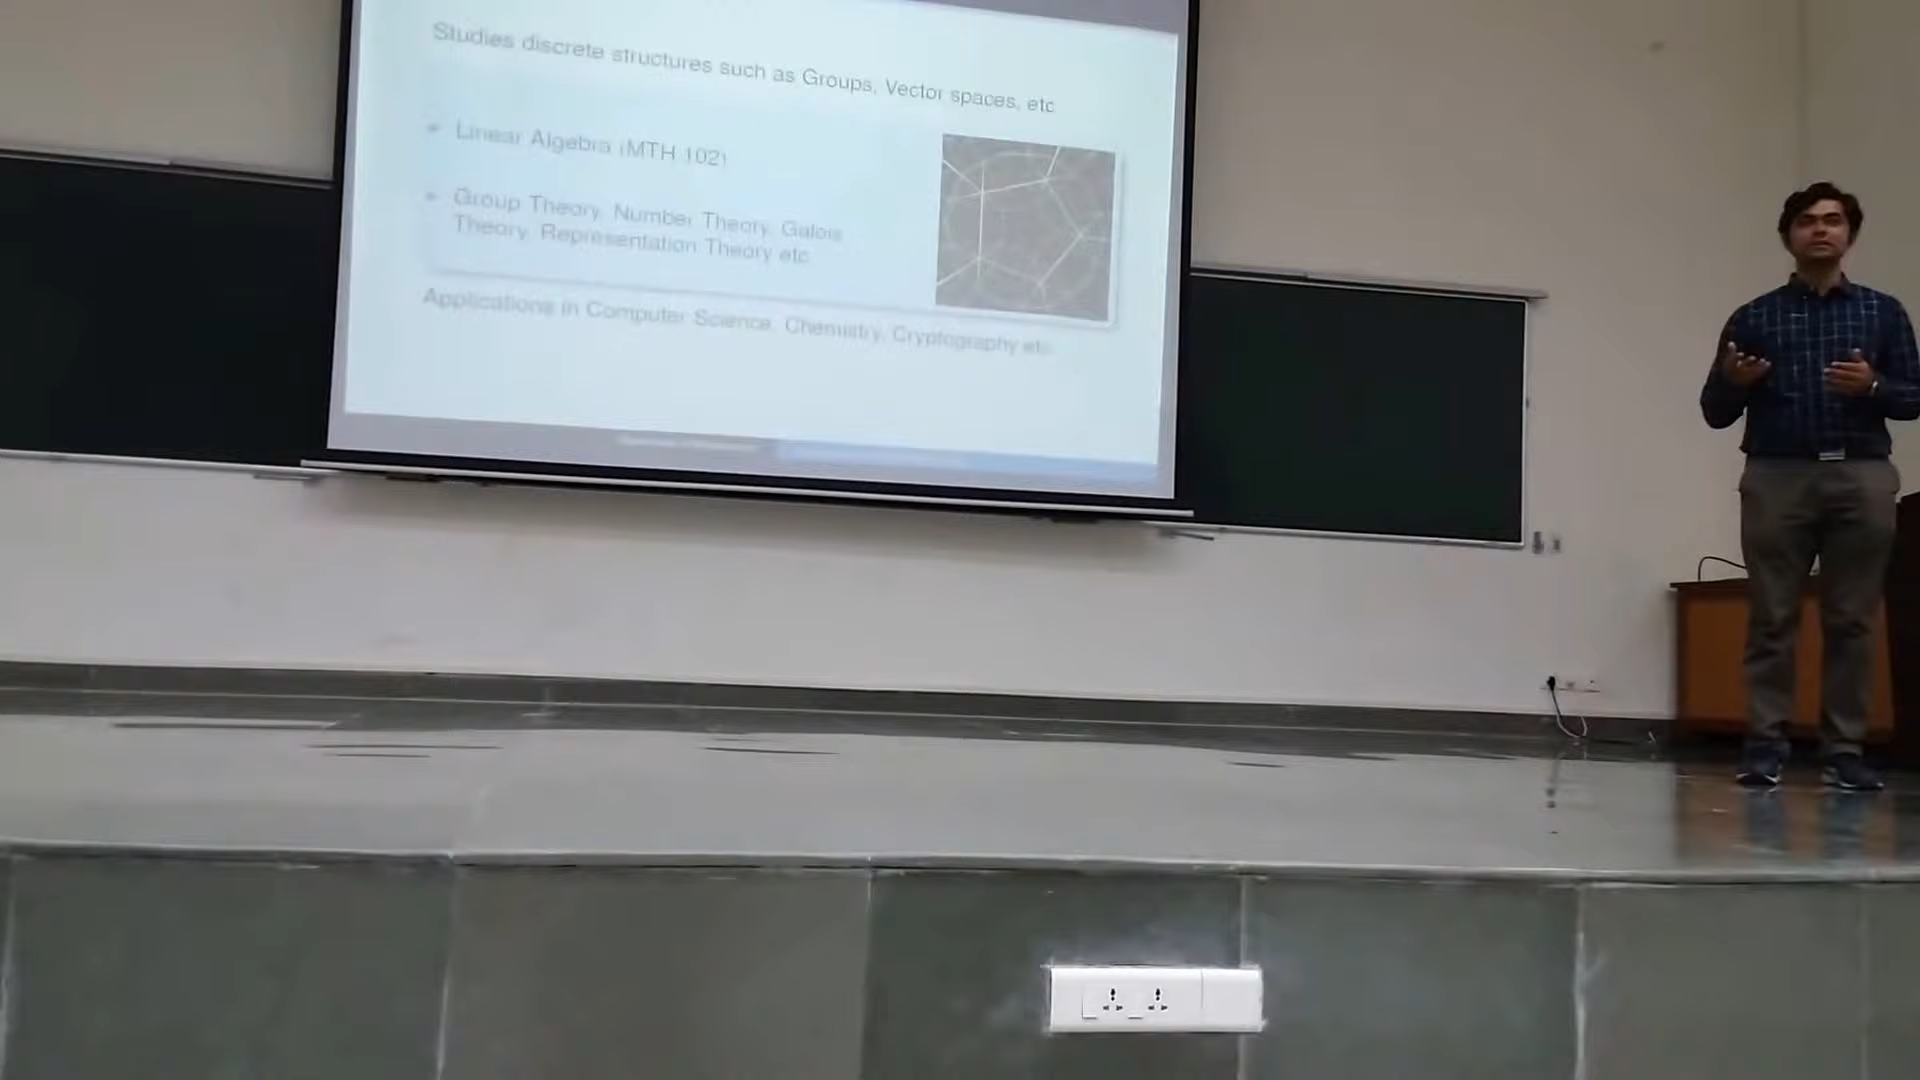 Studies discrete structures such as Groups, Vector spaces, etc
Linear Algebra (MTH 102)
Group Theory, Number Theory, Galois
Theory, Representation Theory etc
Applications in Computer Science, Chemistry, Cryptography etc.